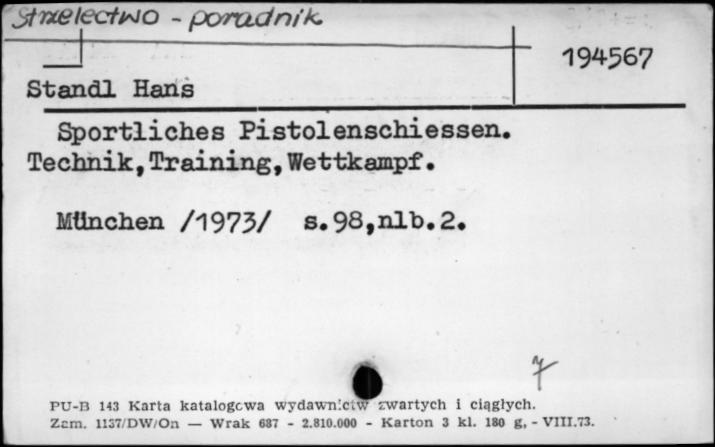 Strzelectwo - poradnik
194567
Standl Hans
Sportliches Pistolenschiessen.
Technik,Training,Wettkampf.
München /1973/ s.98,nlb.2.
PU-B 143 Karta katalogowa wydawnictw zwartych i ciągłych.
Zam. 1137/DW/On — Wrak 687 - 2.810.000 - Karton 3 kl. 180 g, - VIII.73.